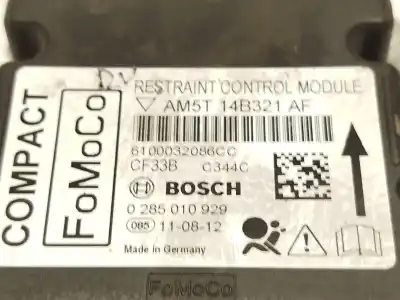 RESTRAINT CONTROL MODULE
AM5T 14B321 AF
6100032086CC
CF33B C344C
BOSCH
0 285 010 929
085 11-08-12
Made in Germany
COMPACT
FoMoCo
FoMoCo